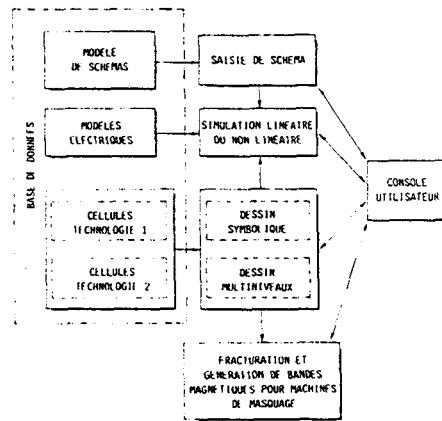 MODELE
DE SCHEMAS
SAISIE DE SCHEMA
BASE DE DONNEES
MODELES
ELECTRIQUES
SIMULATION LINEAIRE
OU NON LINEAIRE
CONSOLE
UTILISATEUR
CELLULES
TECHNOLOGIE 1
DESSIN
SYMBOLIQUE
CELLULES
TECHNOLOGIE 2
DESSIN
MULTINIVEAUX
FRACTURATION ET
GENERATION DE BANDES
MAGNETIQUES POUR MACHINES
DE MASQUAGE